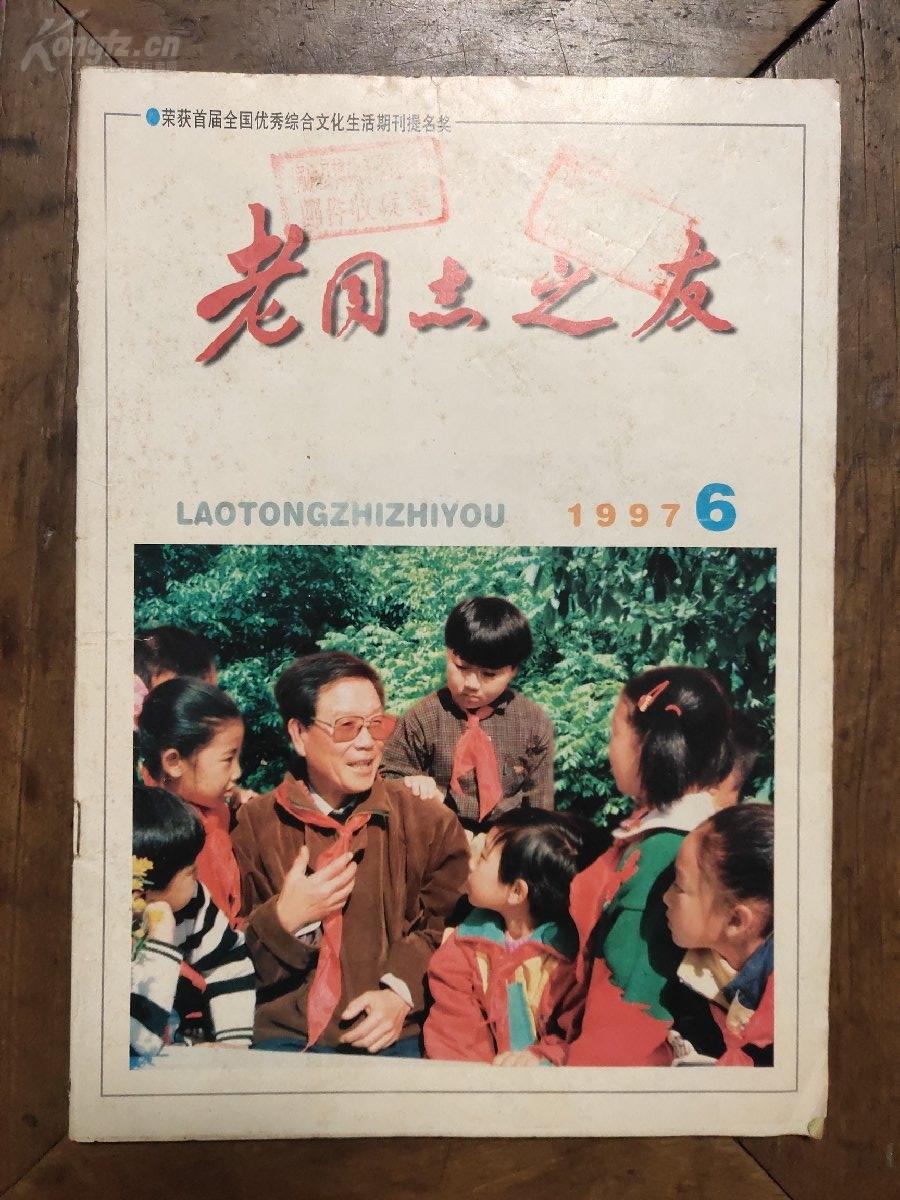 Kongfz.cn
荣获首届全国优秀综合文化生活期刊提名奖
老同志之友
LAOTONGZHIZHIYOU 1997 6